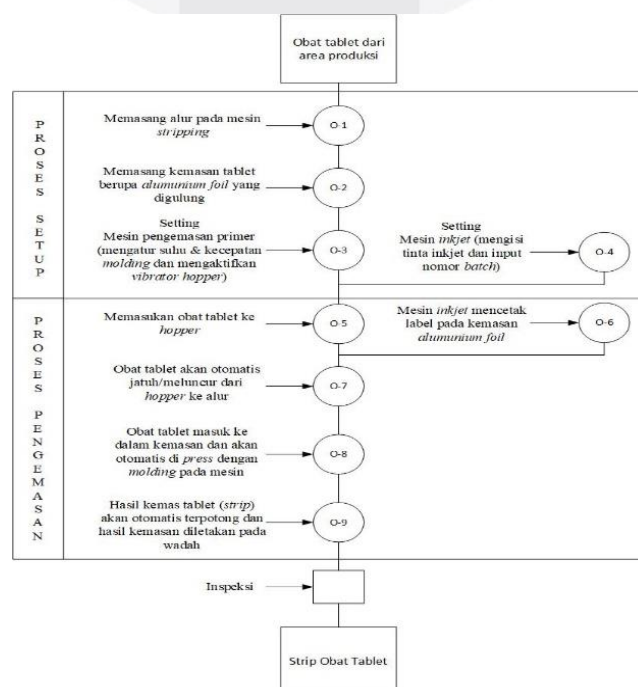 Obat tablet dari
area produksi
PROSES SETUP
Memasang alur pada mesin
stripping
O-1
Memasang kemasan tablet
berupa alumunium foil yang
digulung
O-2
Setting
Mesin pengemasan primer
(mengatur suhu & kecepatan
molding dan mengaktifkan
vibrator hopper)
O-3
Setting
Mesin inkjet (mengisi
tinta inkjet dan input
nomor batch)
O-4
PROSES PENGEMASAN
Memasukan obat tablet ke
hopper
O-5
Mesin inkjet mencetak
label pada kemasan
alumunium foil
O-6
Obat tablet akan otomatis
jatuh/meluncur dari
hopper ke alur
O-7
Obat tablet masuk ke
dalam kemasan dan akan
otomatis di press dengan
molding pada mesin
O-8
Hasil kemas tablet (strip)
akan otomatis terpotong dan
hasil kemasan diletakan pada
wadah
O-9
Inspeksi
Strip Obat Tablet